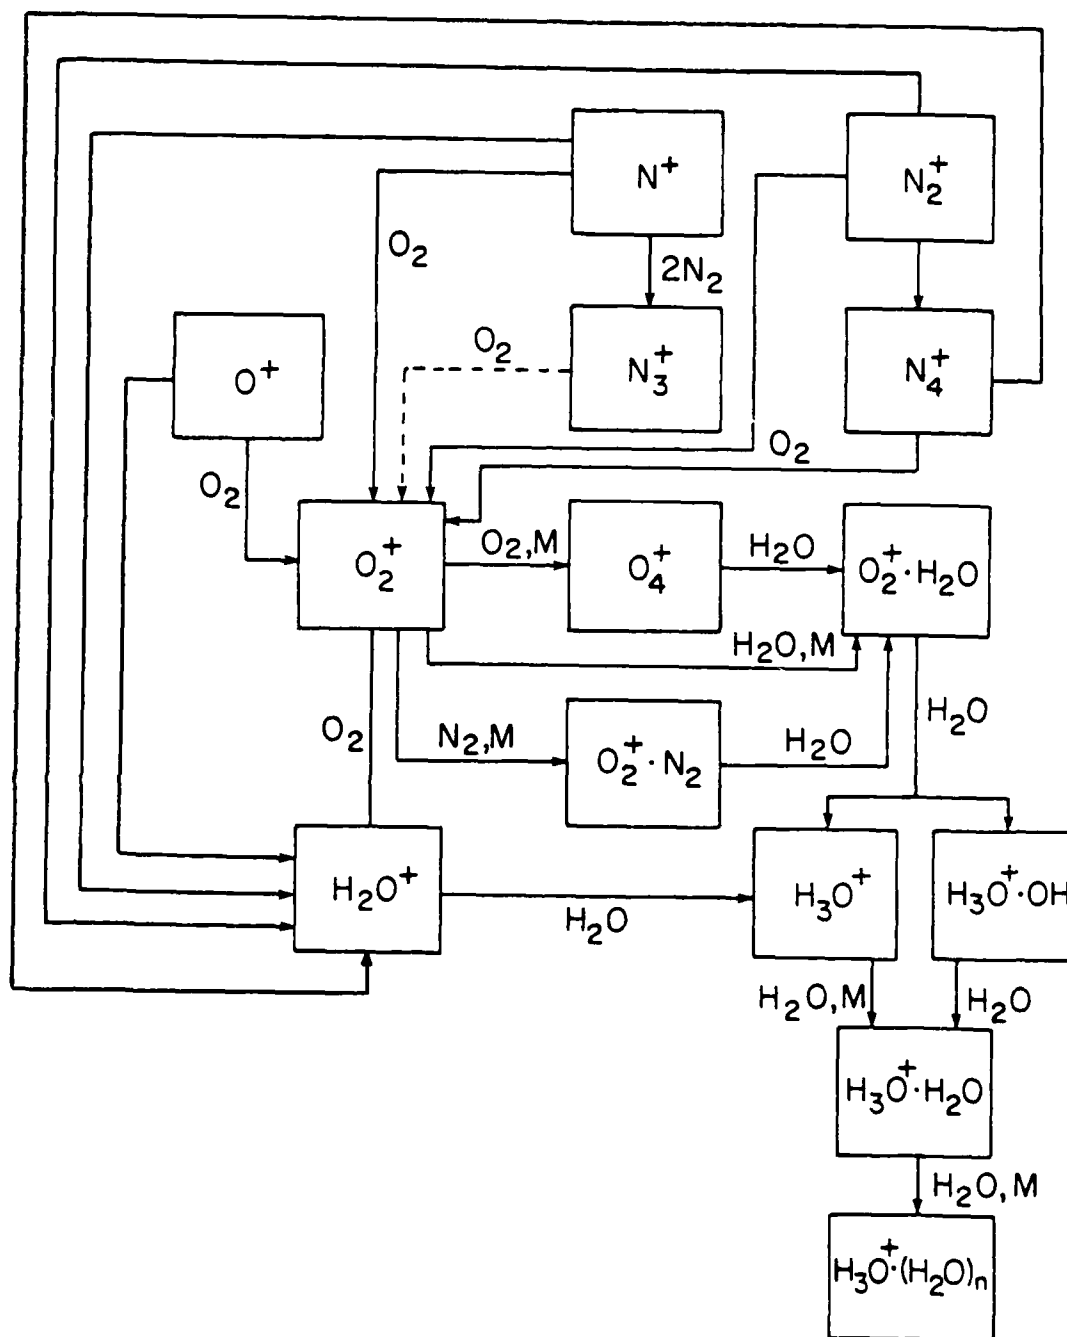 N⁺
N₂⁺
O₂
2N₂
O₂
N₃⁺
N₄⁺
O⁺
O₂
O₂
O₂⁺
O₂,M
O₄⁺
H₂O
O₂⁺·H₂O
H₂O,M
H₂O
O₂
N₂,M
O₂⁺·N₂
H₂O
H₂O⁺
H₂O
H₃O⁺
H₃O⁺·OH
H₂O,M
H₂O
H₃O⁺·H₂O
H₂O,M
H₃O⁺·(H₂O)ₙ